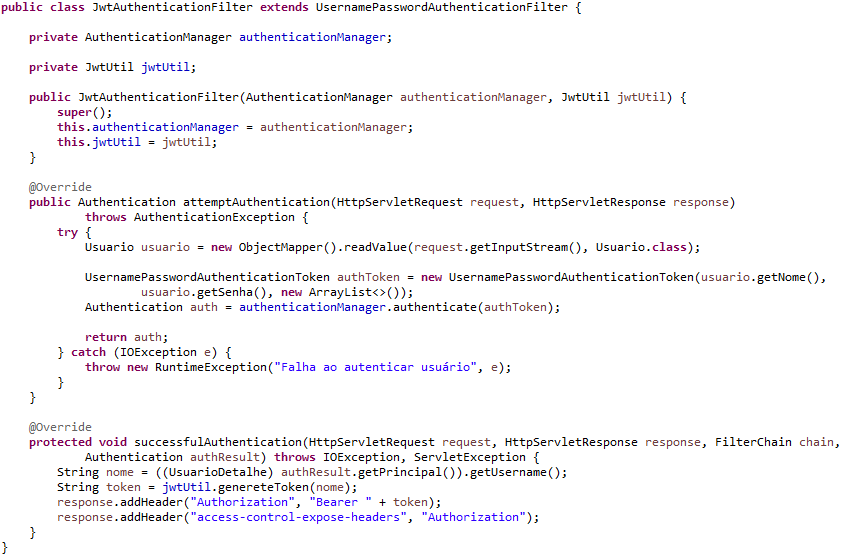 public class JwtAuthenticationFilter extends UsernamePasswordAuthenticationFilter {
private AuthenticationManager authenticationManager;
private JwtUtil jwtUtil;
public JwtAuthenticationFilter(AuthenticationManager authenticationManager, JwtUtil jwtUtil) {
super();
this.authenticationManager = authenticationManager;
this.jwtUtil = jwtUtil;
}
@Override
public Authentication attemptAuthentication(HttpServletRequest request, HttpServletResponse response)
throws AuthenticationException {
try {
Usuario usuario = new ObjectMapper().readValue(request.getInputStream(), Usuario.class);
UsernamePasswordAuthenticationToken authToken = new UsernamePasswordAuthenticationToken(usuario.getNome(),
usuario.getSenha(), new ArrayList<>());
Authentication auth = authenticationManager.authenticate(authToken);
return auth;
} catch (IOException e) {
throw new RuntimeException("Falha ao autenticar usuário", e);
}
}
@Override
protected void successfulAuthentication(HttpServletRequest request, HttpServletResponse response, FilterChain chain,
Authentication authResult) throws IOException, ServletException {
String nome = ((UsuarioDetalhe) authResult.getPrincipal()).getUsername();
String token = jwtUtil.genereteToken(nome);
response.addHeader("Authorization", "Bearer " + token);
response.addHeader("access-control-expose-headers", "Authorization");
}
}